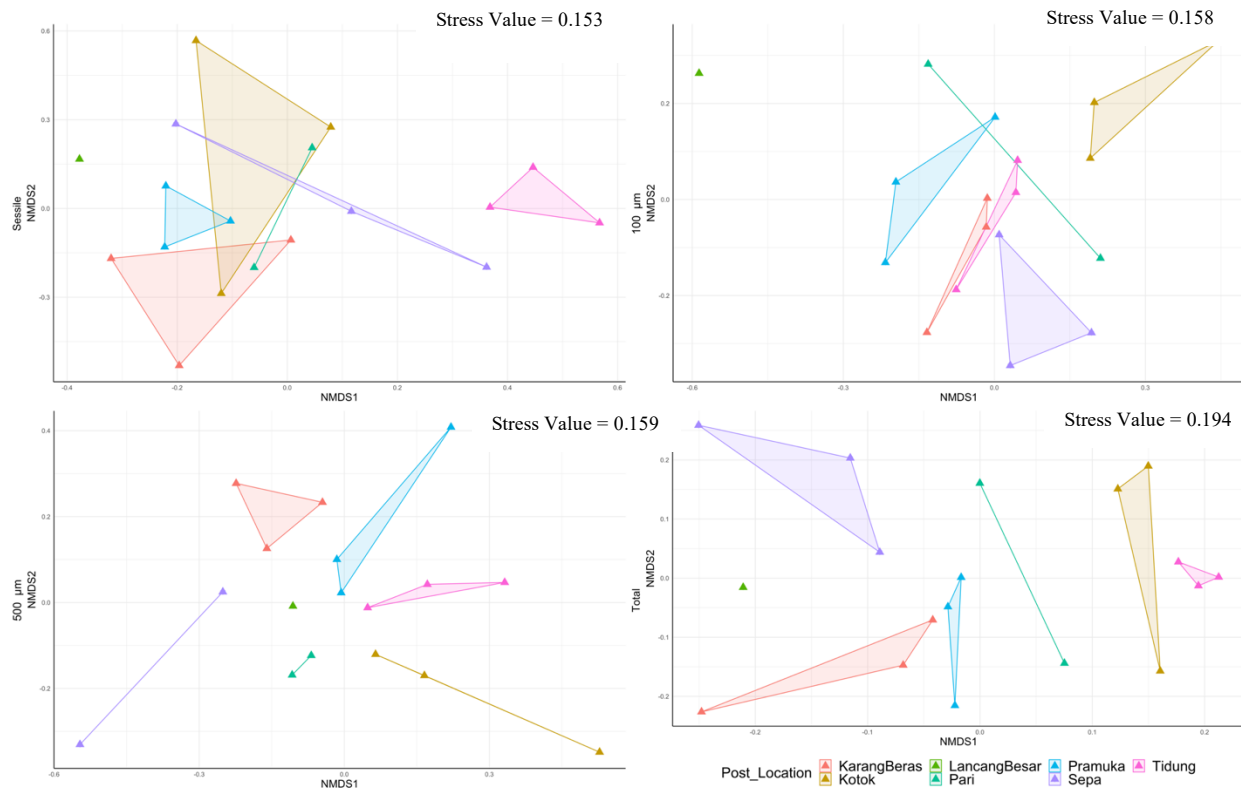 Stress Value = 0.153
0.6
0.3
0.0
-0.3
Sessile
NMDS2
-0.4
-0.2
0.0
0.2
0.4
0.6
NMDS1
Stress Value = 0.158
0.2
0.0
-0.2
100 µm
NMDS2
-0.6
-0.3
0.0
0.3
NMDS1
Stress Value = 0.159
0.4
0.2
0.0
-0.2
500 µm
NMDS2
-0.6
-0.3
0.0
0.3
NMDS1
Stress Value = 0.194
0.2
0.1
0.0
-0.1
-0.2
Total
NMDS2
-0.2
-0.1
0.0
0.1
0.2
NMDS1
Post_Location
KarangBeras
LancangBesar
Pramuka
Tidung
Kotok
Pari
Sepa